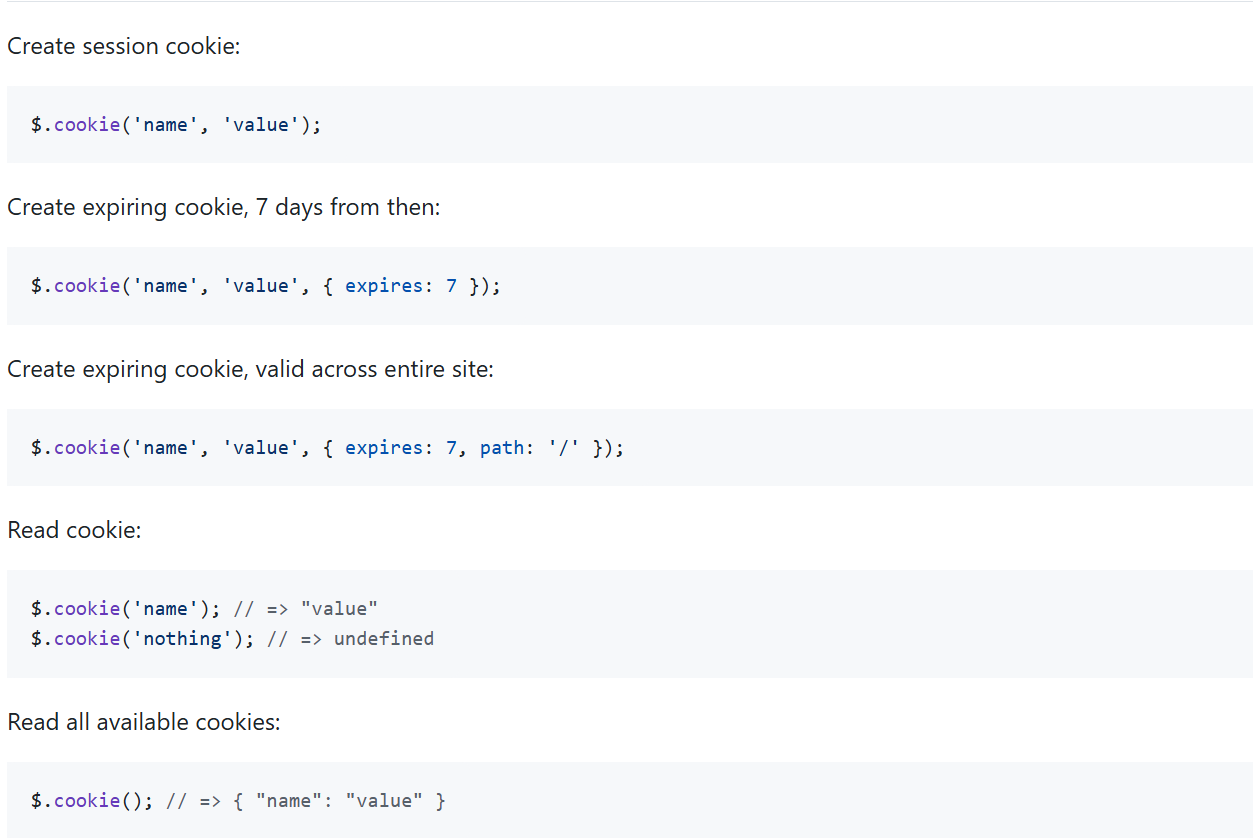 Create session cookie:
$.cookie('name', 'value');
Create expiring cookie, 7 days from then:
$.cookie('name', 'value', { expires: 7 });
Create expiring cookie, valid across entire site:
$.cookie('name', 'value', { expires: 7, path: '/' });
Read cookie:
$.cookie('name'); // => "value"
$.cookie('nothing'); // => undefined
Read all available cookies:
$.cookie(); // => { "name": "value" }